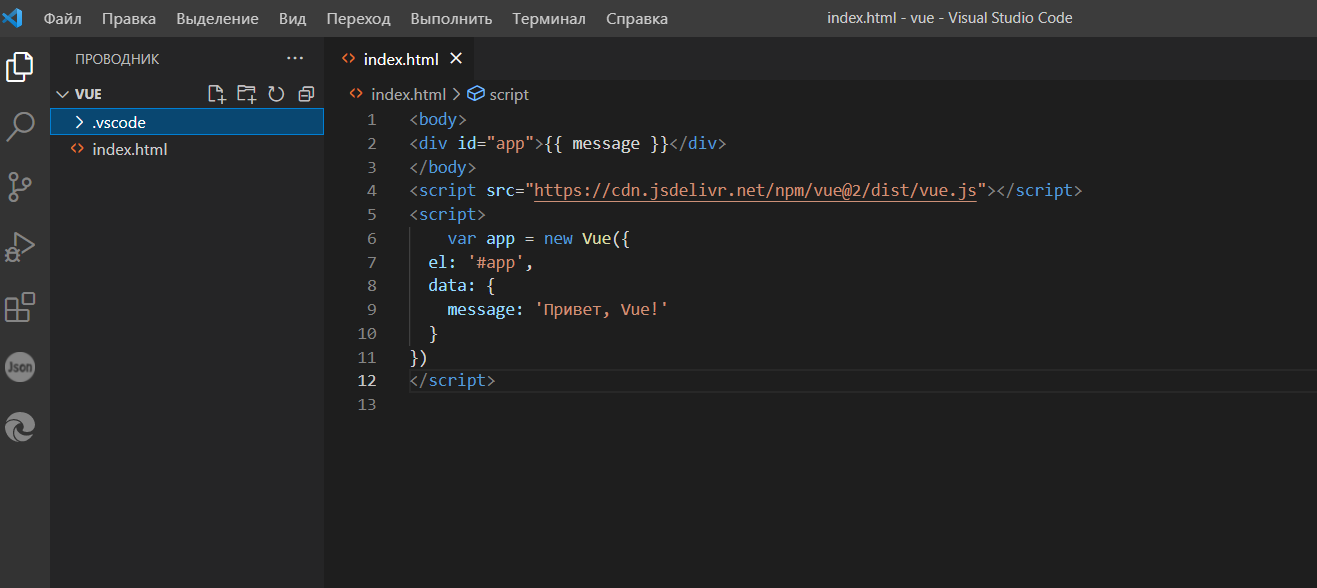 Файл Правка Выделение Вид Переход Выполнить Терминал Справка index.html - vue - Visual Studio Code
ПРОВОДНИК ···
VUE
.vscode
index.html
index.html
index.html > script
1 <body>
2 <div id="app">{{ message }}</div>
3 </body>
4 <script src="https://cdn.jsdelivr.net/npm/vue@2/dist/vue.js"></script>
5 <script>
6     var app = new Vue({
7   el: '#app',
8   data: {
9     message: 'Привет, Vue!'
10   }
11 })
12 </script>
13
Json